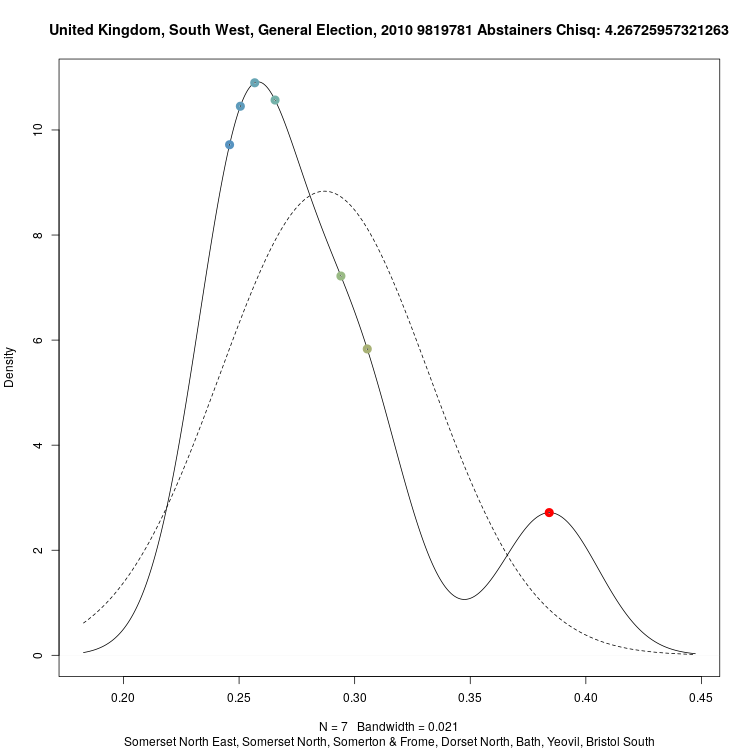 United Kingdom, South West, General Election, 2010 9819781 Abstainers Chisq: 4.26725957321263
Density
10
8
6
4
2
0
0.20 0.25 0.30 0.35 0.40 0.45
N = 7 Bandwidth = 0.021
Somerset North East, Somerset North, Somerton & Frome, Dorset North, Bath, Yeovil, Bristol South